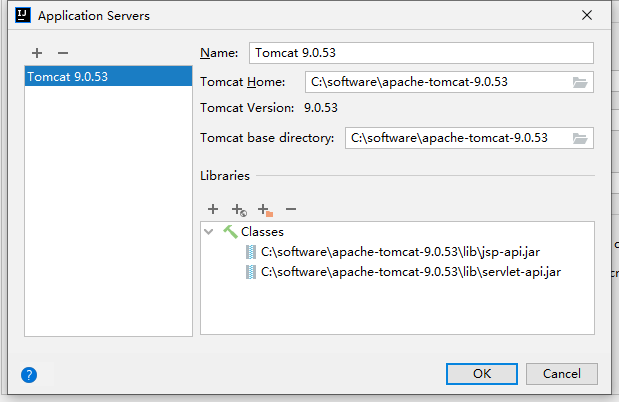 Application Servers
Tomcat 9.0.53
Name: Tomcat 9.0.53
Tomcat Home: C:\software\apache-tomcat-9.0.53
Tomcat Version: 9.0.53
Tomcat base directory: C:\software\apache-tomcat-9.0.53
Libraries
Classes
C:\software\apache-tomcat-9.0.53\lib\jsp-api.jar
C:\software\apache-tomcat-9.0.53\lib\servlet-api.jar
OK Cancel